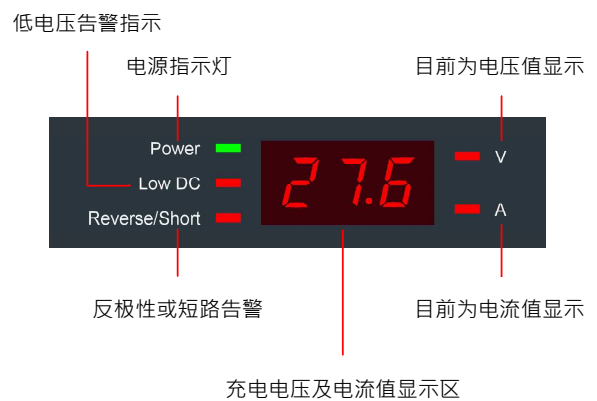 低电压告警指示
电源指示灯
目前为电压值显示
Power
27.6
V
Low DC
Reverse/Short
A
反极性或短路告警
目前为电流值显示
充电电压及电流值显示区